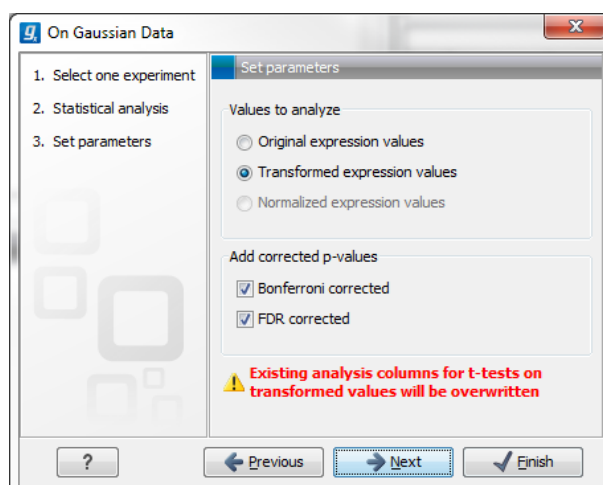 On Gaussian Data
1. Select one experiment
2. Statistical analysis
3. Set parameters
Set parameters
Values to analyze
Original expression values
Transformed expression values
Normalized expression values
Add corrected p-values
Bonferroni corrected
FDR corrected
Existing analysis columns for t-tests on
transformed values will be overwritten
?
Previous
Next
Finish